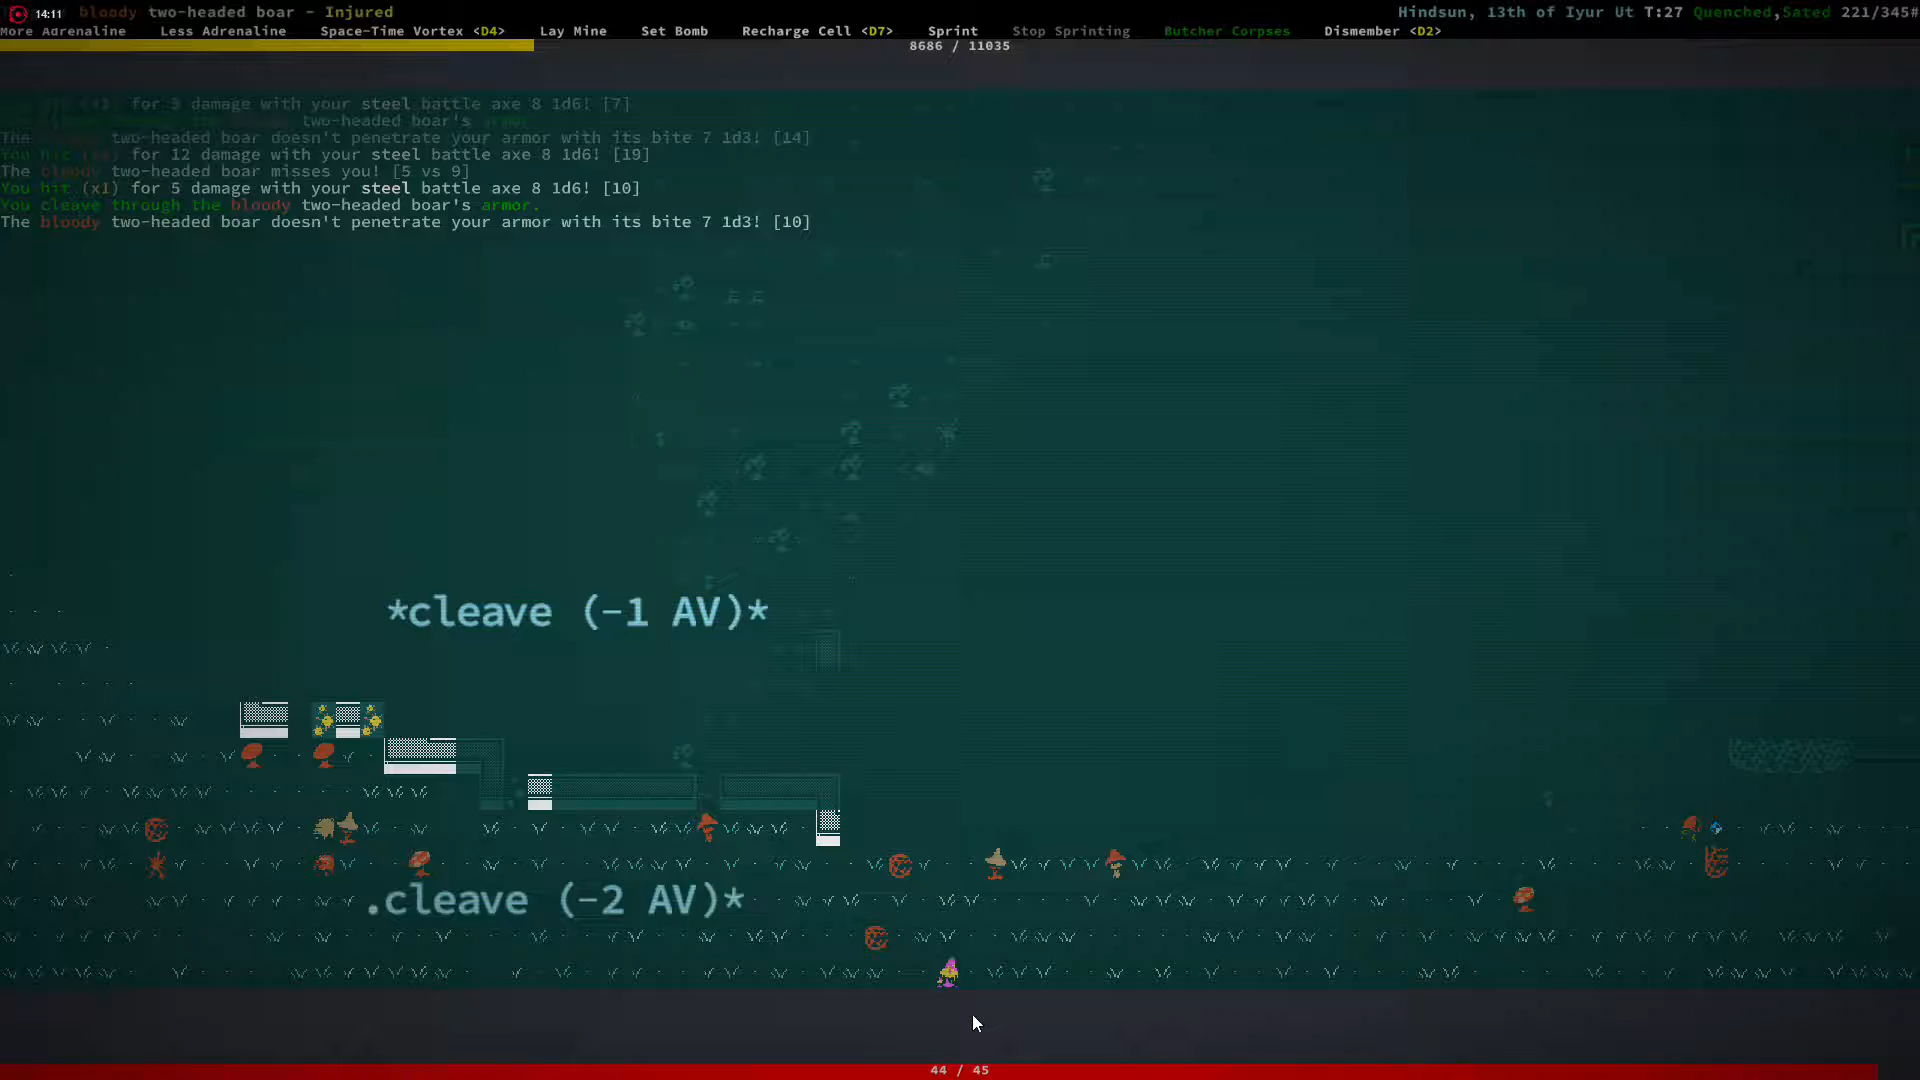 14:11 bloody two-headed boar - Injured
Hindsun, 13th of Iyur Ut T:27 Quenched,Sated 221/345#
More Adrenaline Less Adrenaline Space-Time Vortex <D4> Lay Mine Set Bomb Recharge Cell <D7> Sprint Stop Sprinting Butcher Corpses Dismember <D2>
8686 / 11035
for 3 damage with your steel battle axe 8 1d6! [7]
two-headed boar's armor.
The two-headed boar doesn't penetrate your armor with its bite 7 1d3! [14]
You hit for 12 damage with your steel battle axe 8 1d6! [19]
The bloody two-headed boar misses you! [5 vs 9]
You hit (x1) for 5 damage with your steel battle axe 8 1d6! [10]
You cleave through the bloody two-headed boar's armor.
The bloody two-headed boar doesn't penetrate your armor with its bite 7 1d3! [10]
*cleave (-1 AV)*
.cleave (-2 AV)*
44 / 45